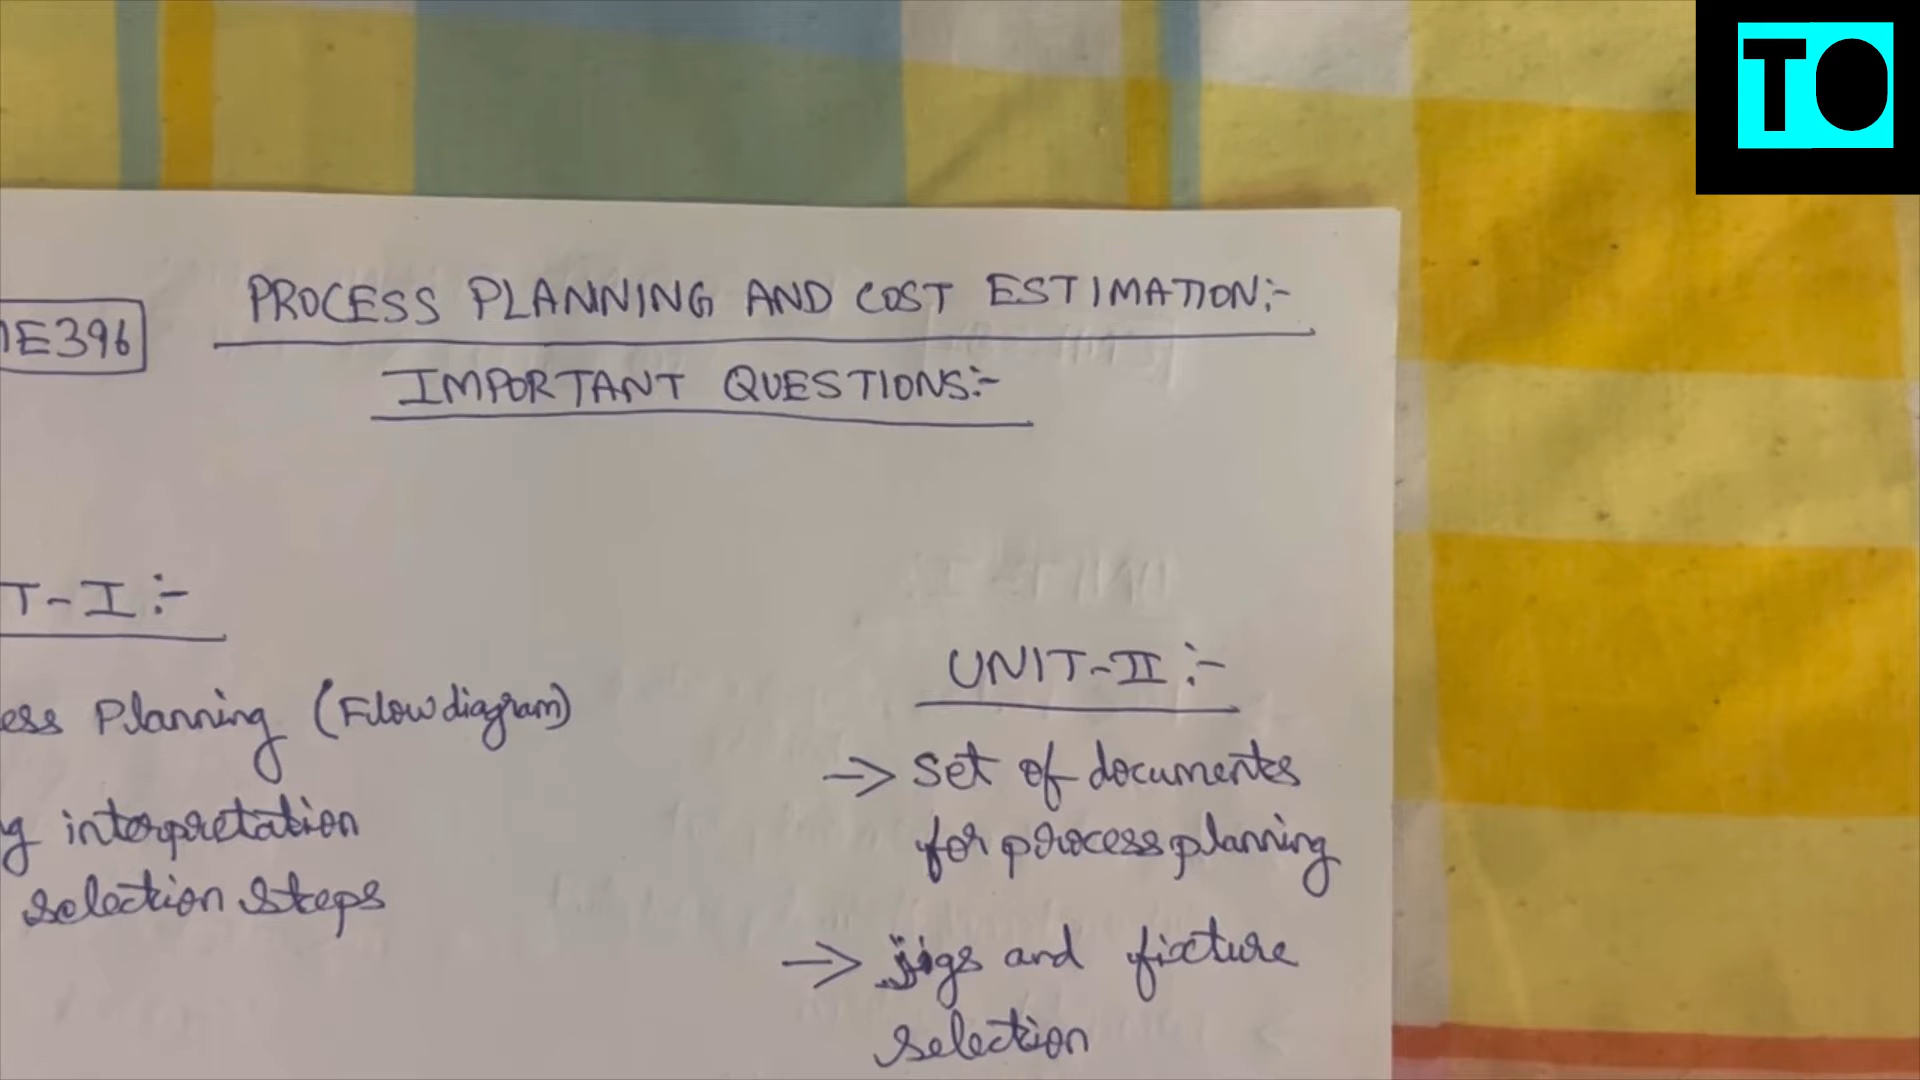 TO
PROCESS PLANNING AND COST ESTIMATION:-
E396
IMPORTANT QUESTIONS:-
T-I:-
ess Planning (Flow diagram)
g interpretation
selection steps
UNIT-II:-
→ set of documents
for process planning
→ jigs and fixture
selection